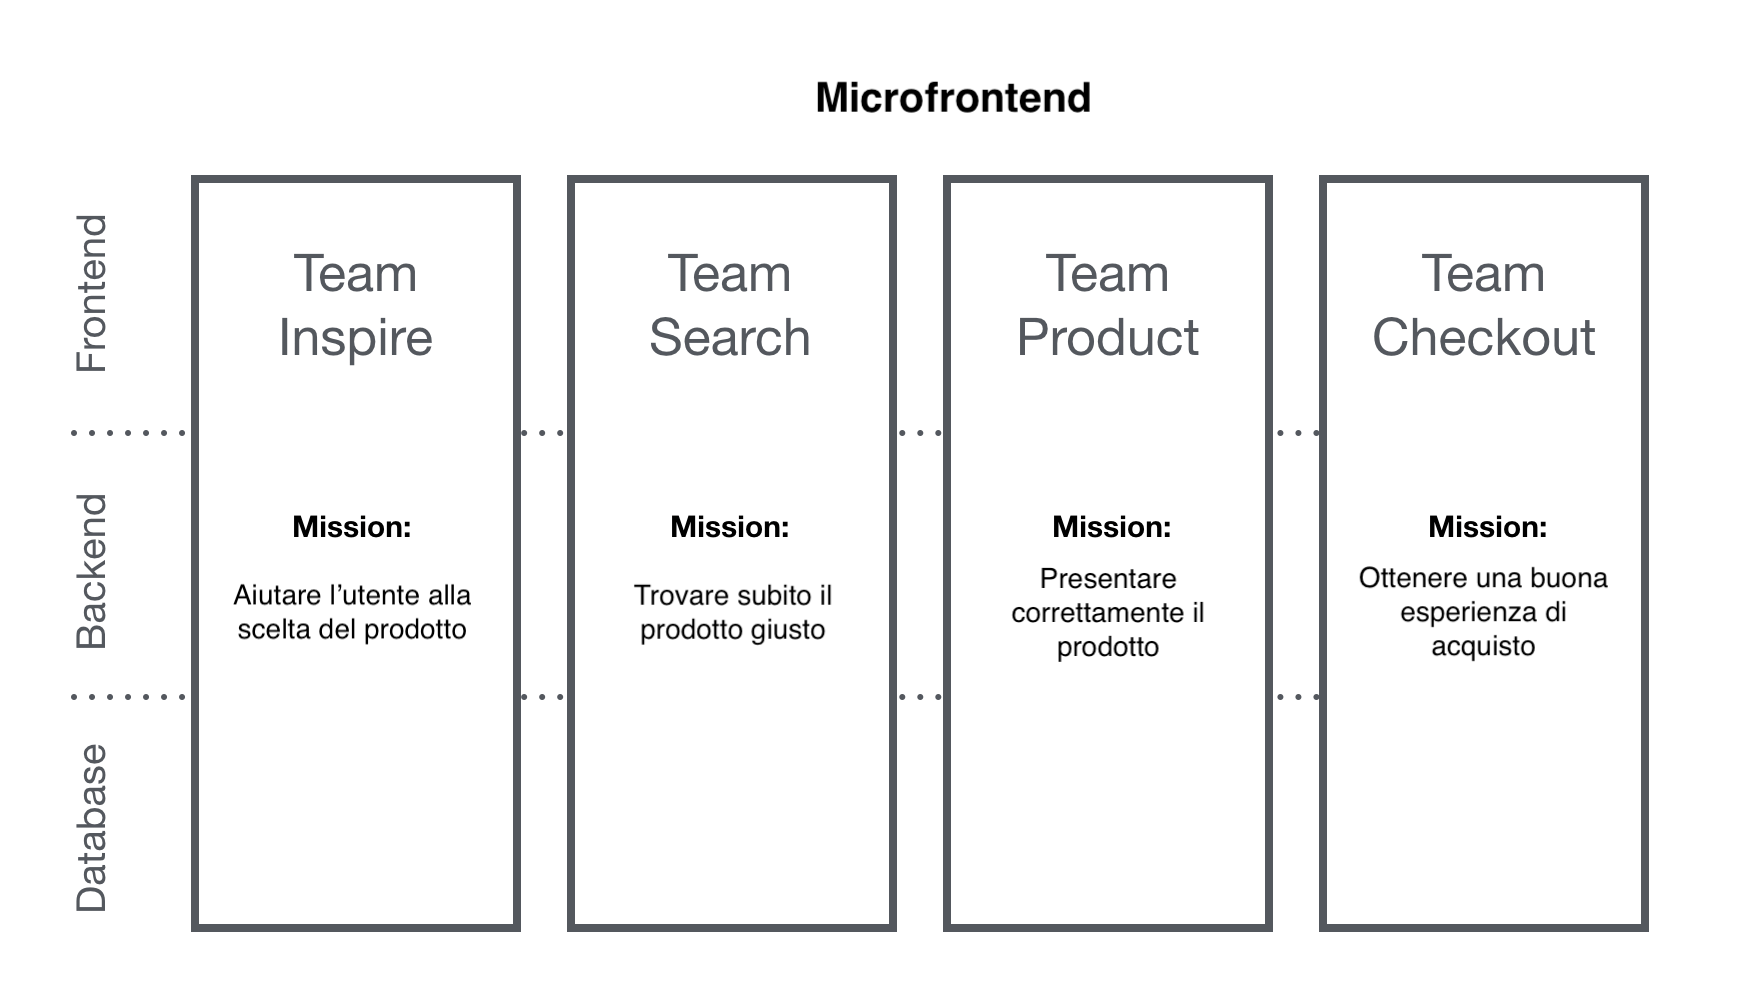 Microfrontend
Frontend
Team
Inspire
Team
Search
Team
Product
Team
Checkout
Backend
Mission:
Aiutare l’utente alla
scelta del prodotto
Mission:
Trovare subito il
prodotto giusto
Mission:
Presentare
correttamente il
prodotto
Mission:
Ottenere una buona
esperienza di
acquisto
Database